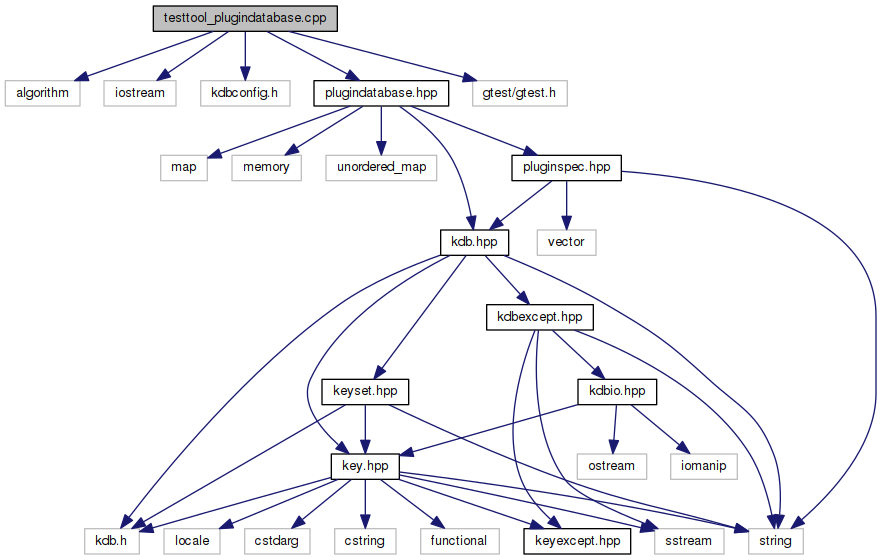 testtool_plugindatabase.cpp
algorithm
iostream
kdbconfig.h
plugindatabase.hpp
gtest/gtest.h
map
memory
unordered_map
pluginspec.hpp
kdb.hpp
vector
kdbexcept.hpp
keyset.hpp
kdbio.hpp
key.hpp
ostream
iomanip
kdb.h
locale
cstdarg
cstring
functional
keyexcept.hpp
sstream
string